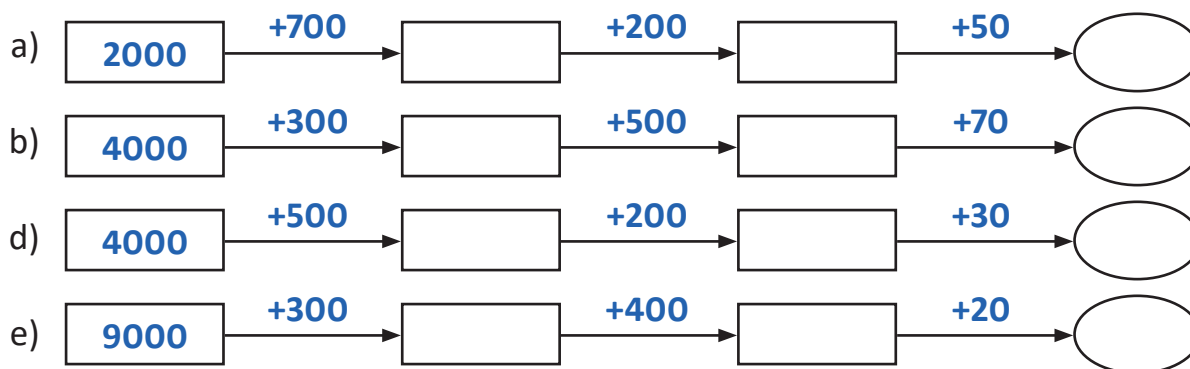 a) 2000 +700 +200 +50
b) 4000 +300 +500 +70
d) 4000 +500 +200 +30
e) 9000 +300 +400 +20